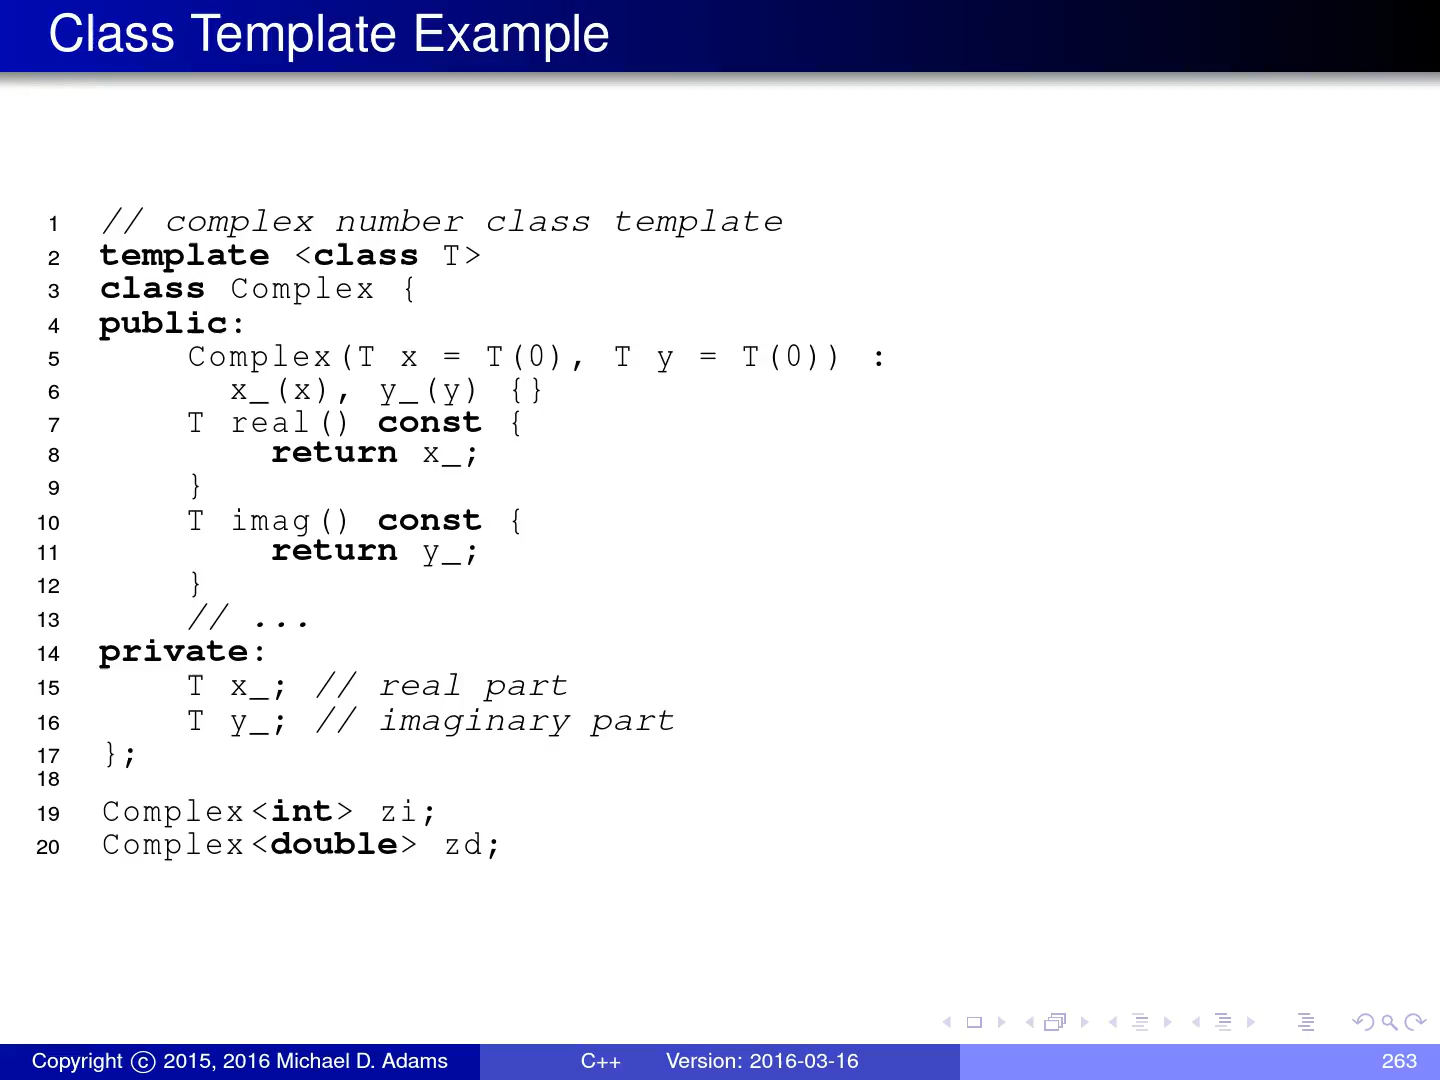 Class Template Example
1 // complex number class template
2 template <class T>
3 class Complex {
4 public:
5     Complex(T x = T(0), T y = T(0)) :
6       x_(x), y_(y) {}
7     T real() const {
8         return x_;
9     }
10     T imag() const {
11         return y_;
12     }
13     // ...
14 private:
15     T x_; // real part
16     T y_; // imaginary part
17 };
18
19 Complex<int> zi;
20 Complex<double> zd;
Copyright © 2015, 2016 Michael D. Adams C++ Version: 2016-03-16 263